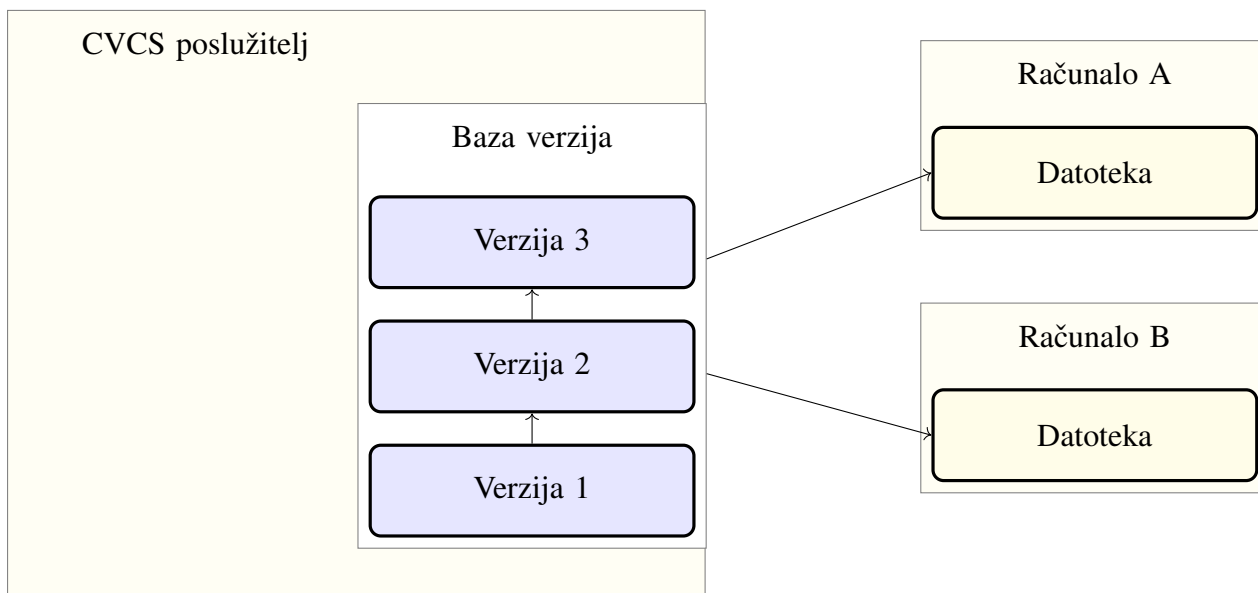 CVCS poslužitelj
Baza verzija
Verzija 3
Verzija 2
Verzija 1
Računalo A
Datoteka
Računalo B
Datoteka